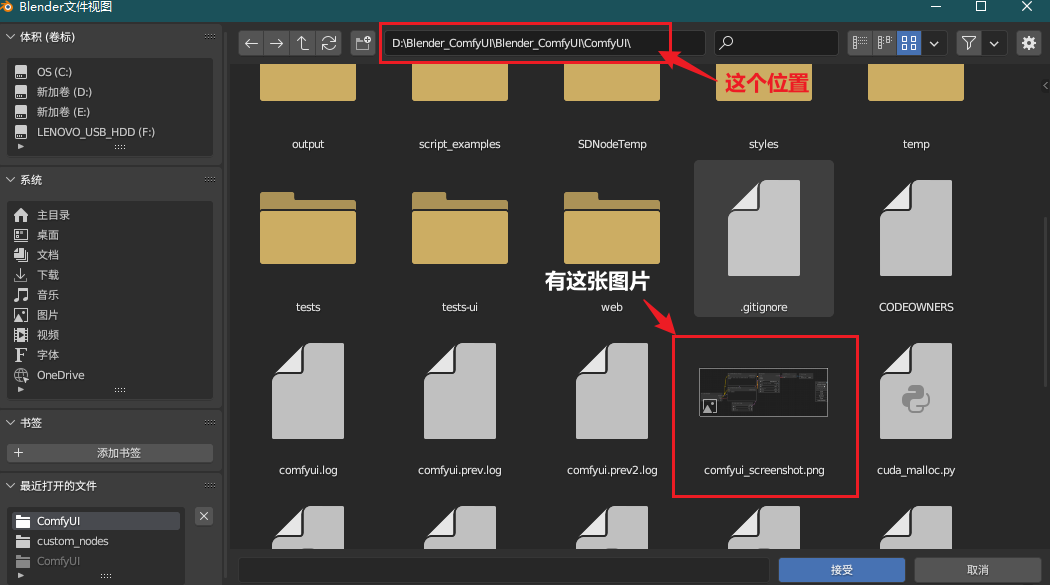 Blender文件视图
体积 (卷标)
OS (C:)
新加卷 (D:)
新加卷 (E:)
LENOVO_USB_HDD (F:)
系统
主目录
桌面
文档
下载
音乐
图片
视频
字体
OneDrive
书签
添加书签
最近打开的文件
ComfyUI
custom_nodes
ComfyUI
D:\Blender_ComfyUI\Blender_ComfyUI\ComfyUI\
这个位置
output
script_examples
SDNodeTemp
styles
temp
有这张图片
tests
tests-ui
web
.gitignore
CODEOWNERS
comfyui.log
comfyui.prev.log
comfyui.prev2.log
comfyui_screenshot.png
cuda_malloc.py
接受
取消